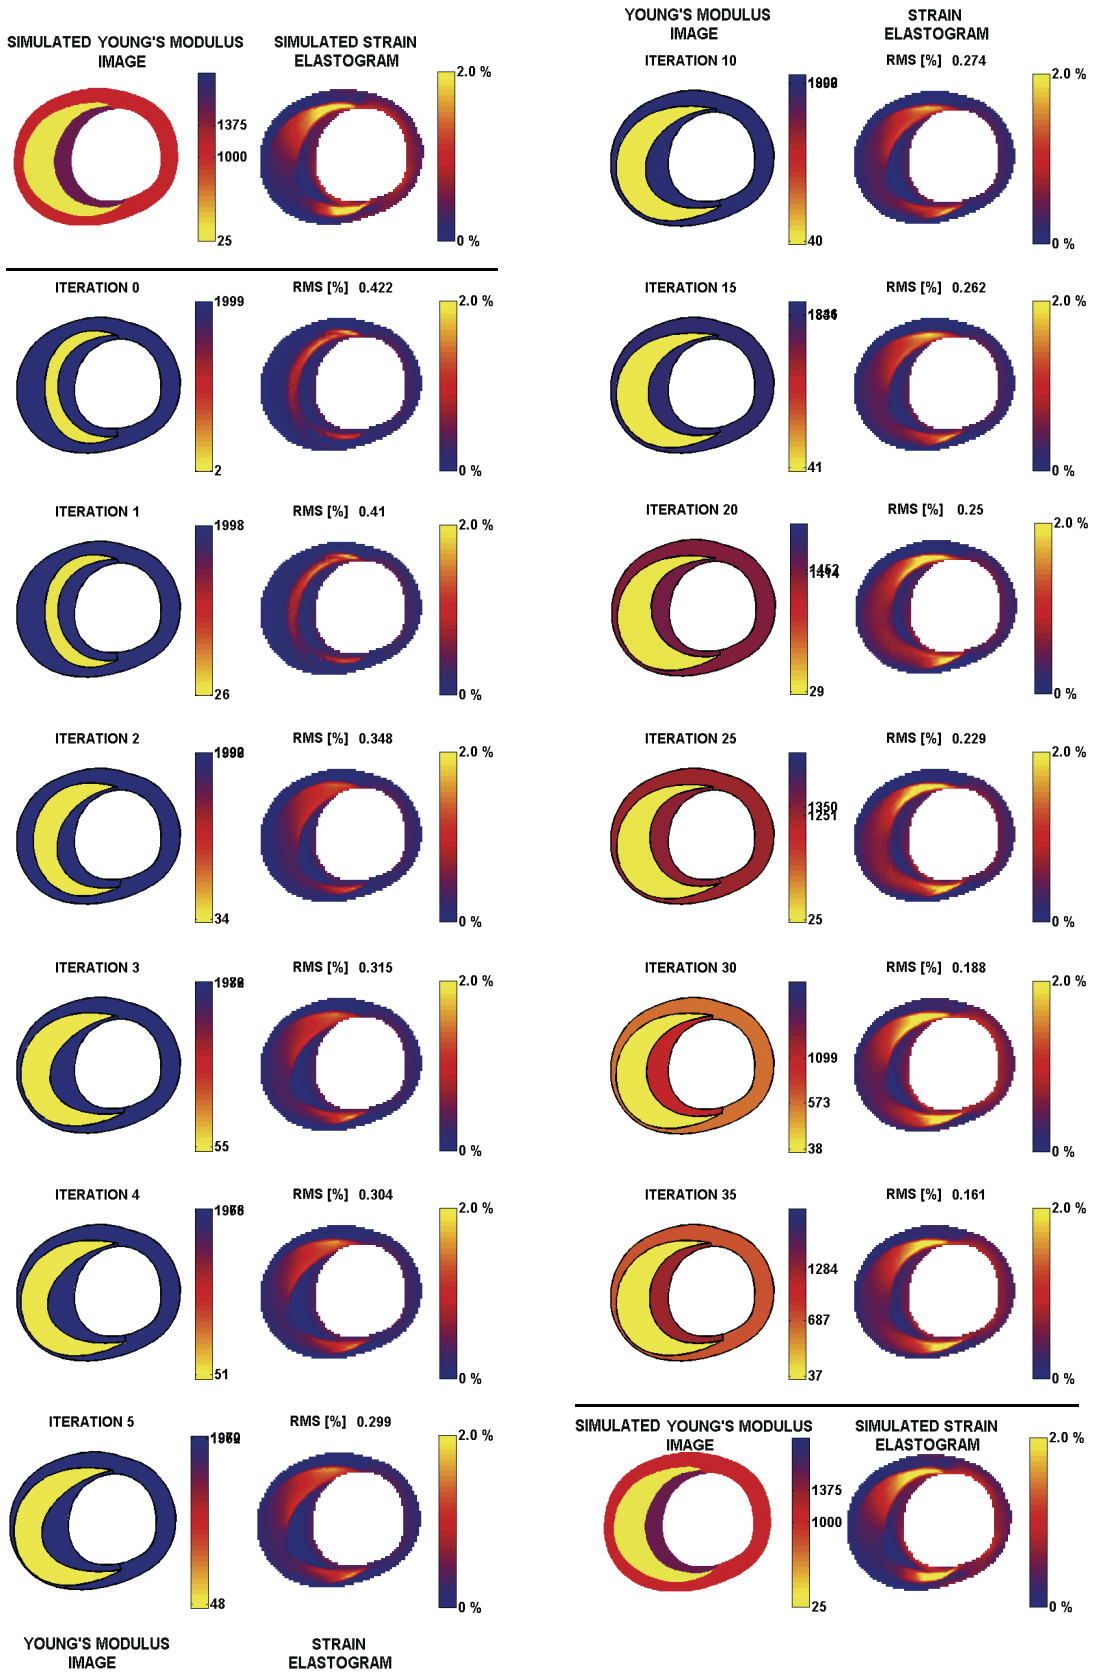 SIMULATED YOUNG'S MODULUS
IMAGE
SIMULATED STRAIN
ELASTOGRAM
1375
1000
25
2.0 %
0 %
ITERATION 0
RMS [%] 0.422
1999
2
2.0 %
0 %
ITERATION 1
RMS [%] 0.41
1998
26
2.0 %
0 %
ITERATION 2
RMS [%] 0.348
34
2.0 %
0 %
ITERATION 3
RMS [%] 0.315
55
2.0 %
0 %
ITERATION 4
RMS [%] 0.304
51
2.0 %
0 %
ITERATION 5
RMS [%] 0.299
48
2.0 %
0 %
YOUNG'S MODULUS
IMAGE
STRAIN
ELASTOGRAM
YOUNG'S MODULUS
IMAGE
STRAIN
ELASTOGRAM
ITERATION 10
RMS [%] 0.274
40
2.0 %
0 %
ITERATION 15
RMS [%] 0.262
41
2.0 %
0 %
ITERATION 20
RMS [%] 0.25
29
2.0 %
0 %
ITERATION 25
RMS [%] 0.229
1350
1251
25
2.0 %
0 %
ITERATION 30
RMS [%] 0.188
1099
573
38
2.0 %
0 %
ITERATION 35
RMS [%] 0.161
1284
687
37
2.0 %
0 %
SIMULATED YOUNG'S MODULUS
IMAGE
SIMULATED STRAIN
ELASTOGRAM
1375
1000
25
2.0 %
0 %